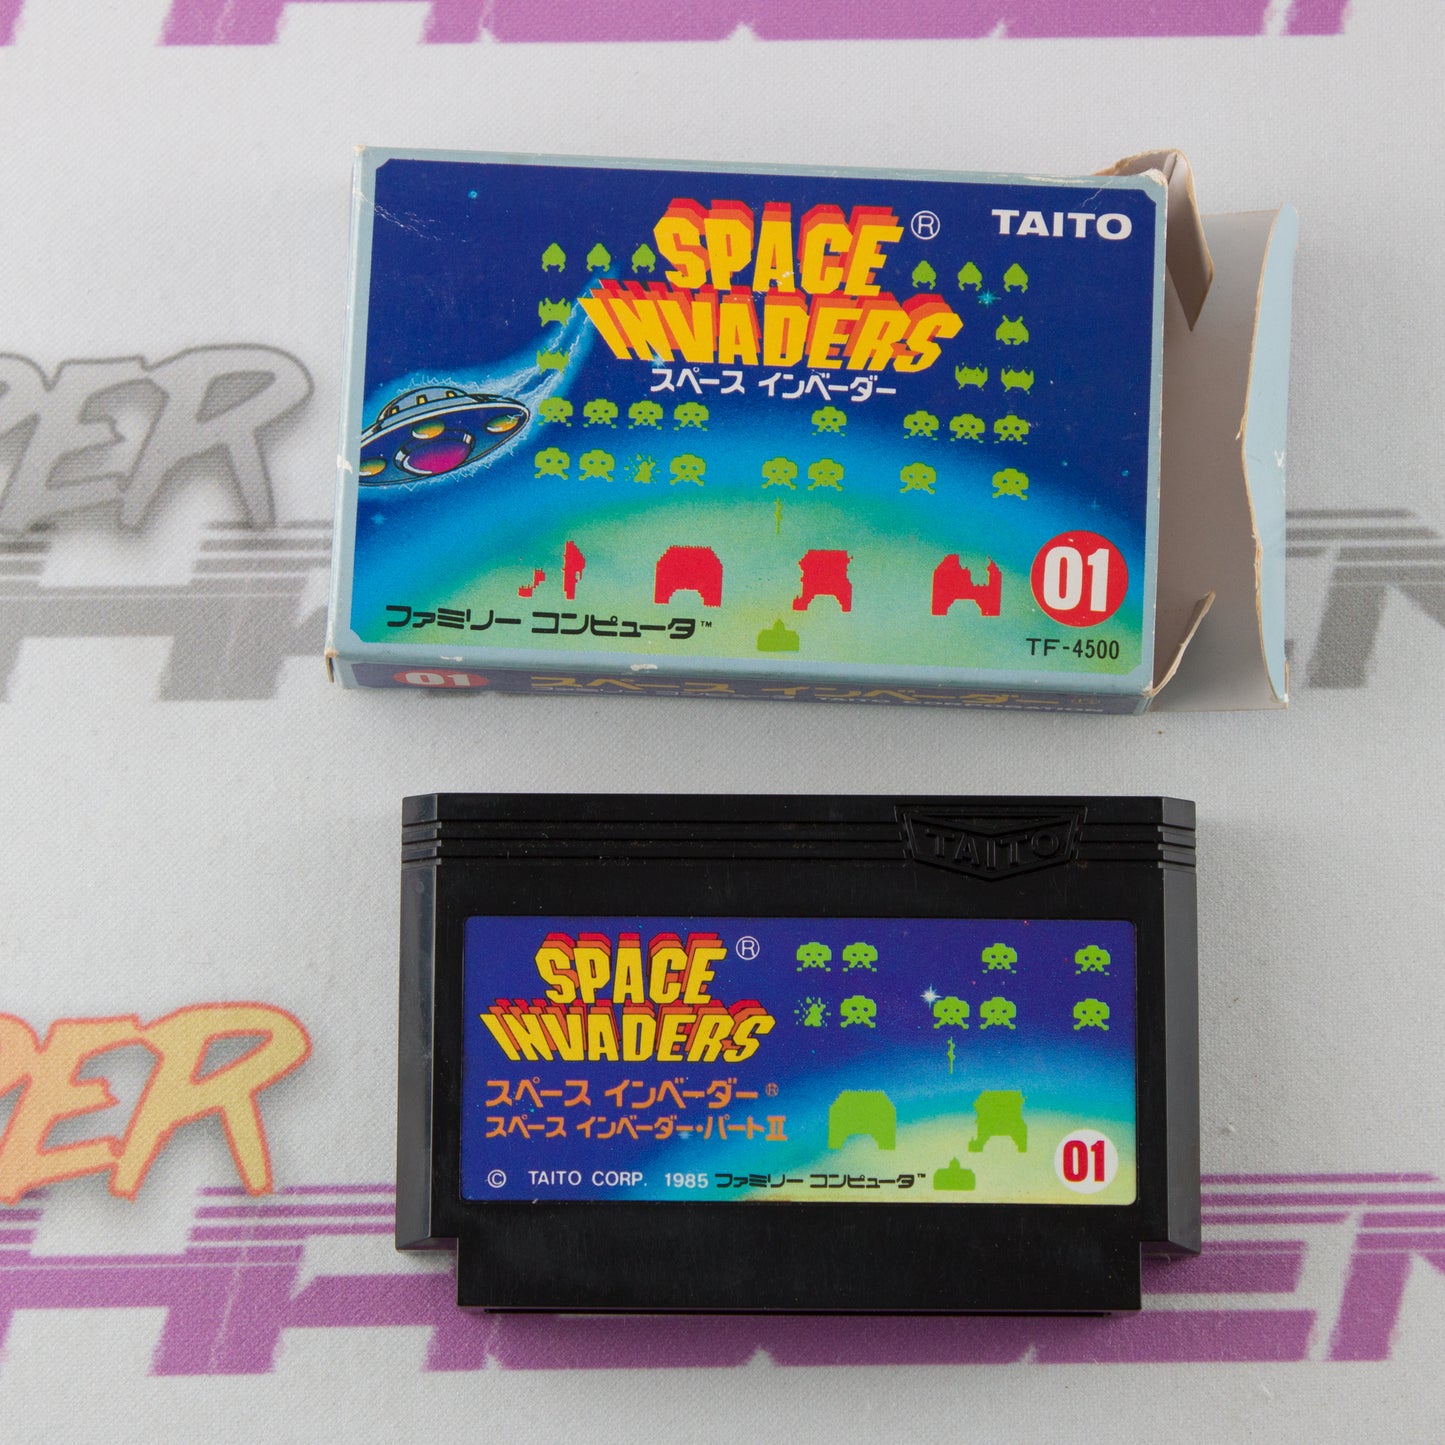 SPACE ® TAITO
INVADERS
スペース インベーダー
01
ファミリー コンピュータ™
TF-4500
01 スペース インベーダー ®
TAITO CORPORATION
TAITO
SPACE ®
INVADERS
スペース インベーダー ®
スペース インベーダー・パートII
© TAITO CORP. 1985 ファミリー コンピュータ™
01